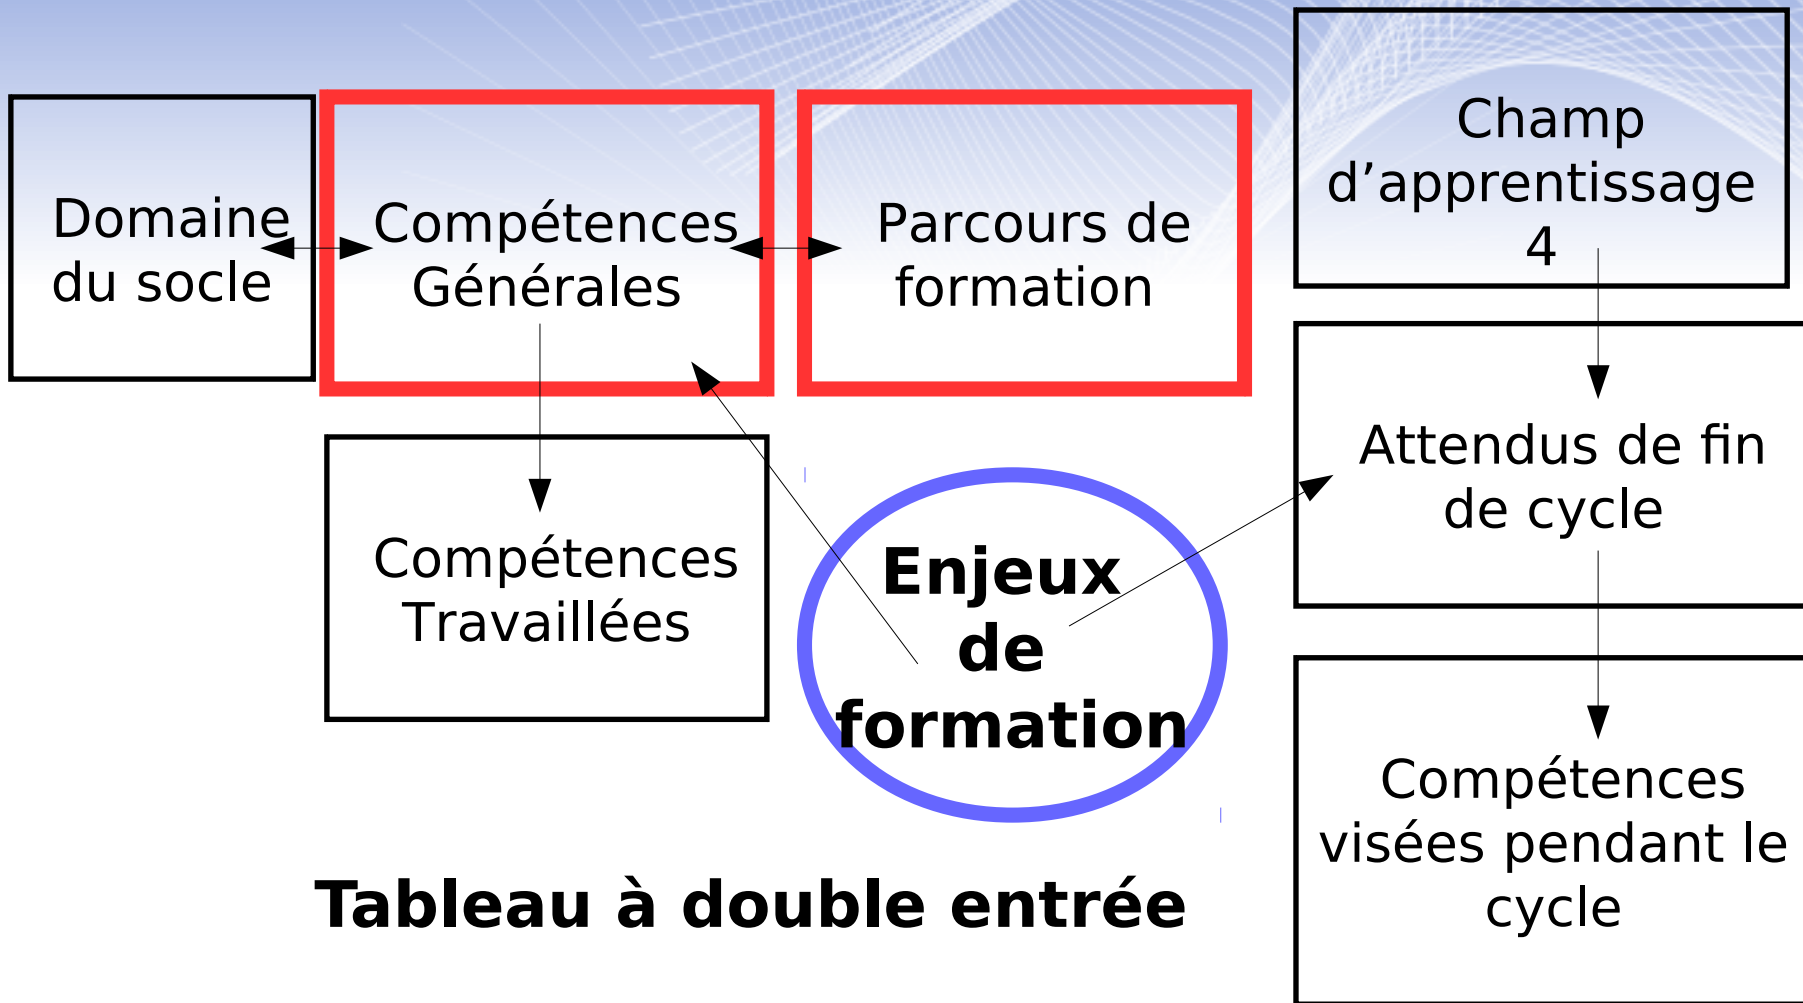 Domaine
du socle
Compétences
Générales
Parcours de
formation
Champ
d’apprentissage
4
Compétences
Travaillées
Enjeux
de
formation
Attendus de fin
de cycle
Compétences
visées pendant le
cycle
Tableau à double entrée